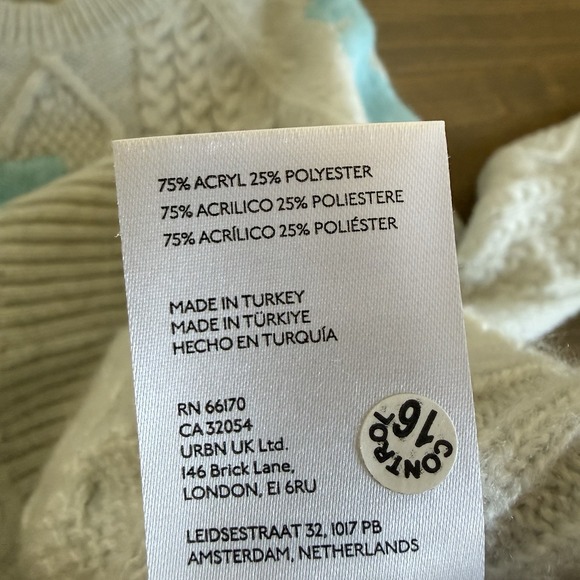 75% ACRYL 25% POLYESTER
75% ACRILICO 25% POLIESTERE
75% ACRÍLICO 25% POLIÉSTER
MADE IN TURKEY
MADE IN TÜRKIYE
HECHO EN TURQUÍA
RN 66170
CA 32054
URBN UK Ltd.
146 Brick Lane,
LONDON, E1 6RU
LEIDSESTRAAT 32, 1017 PB
AMSTERDAM, NETHERLANDS
CONTROL
16